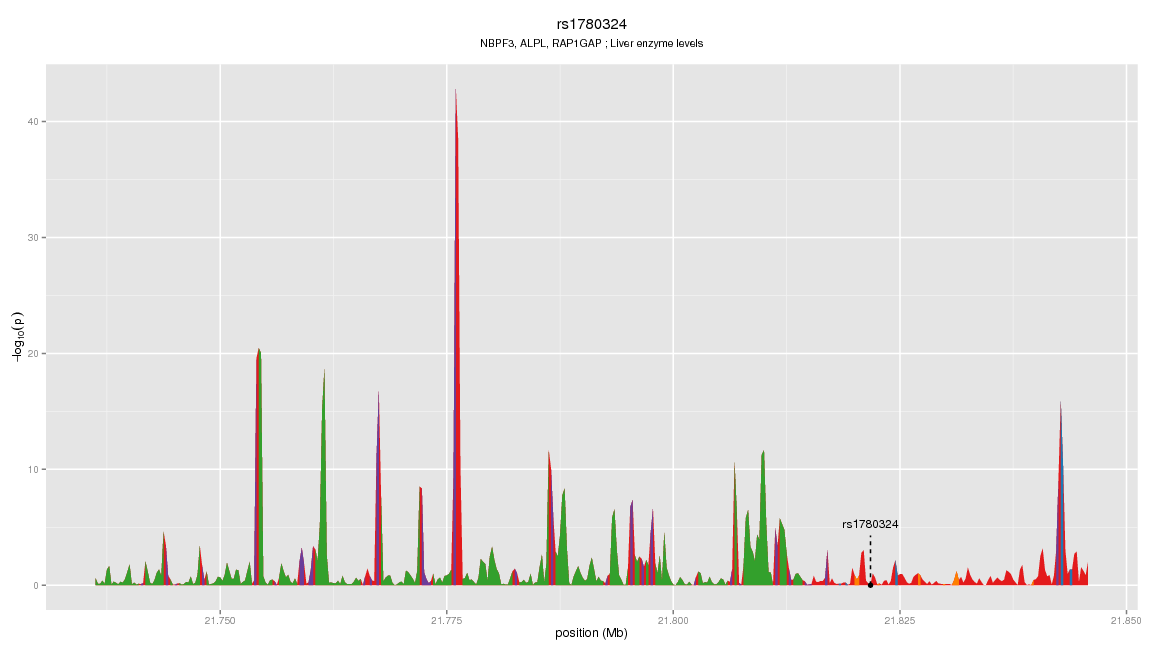 rs1780324
NBPF3, ALPL, RAP1GAP ; Liver enzyme levels
−log10(p)
40
30
20
10
0
rs1780324
21.750
21.775
21.800
21.825
21.850
position (Mb)